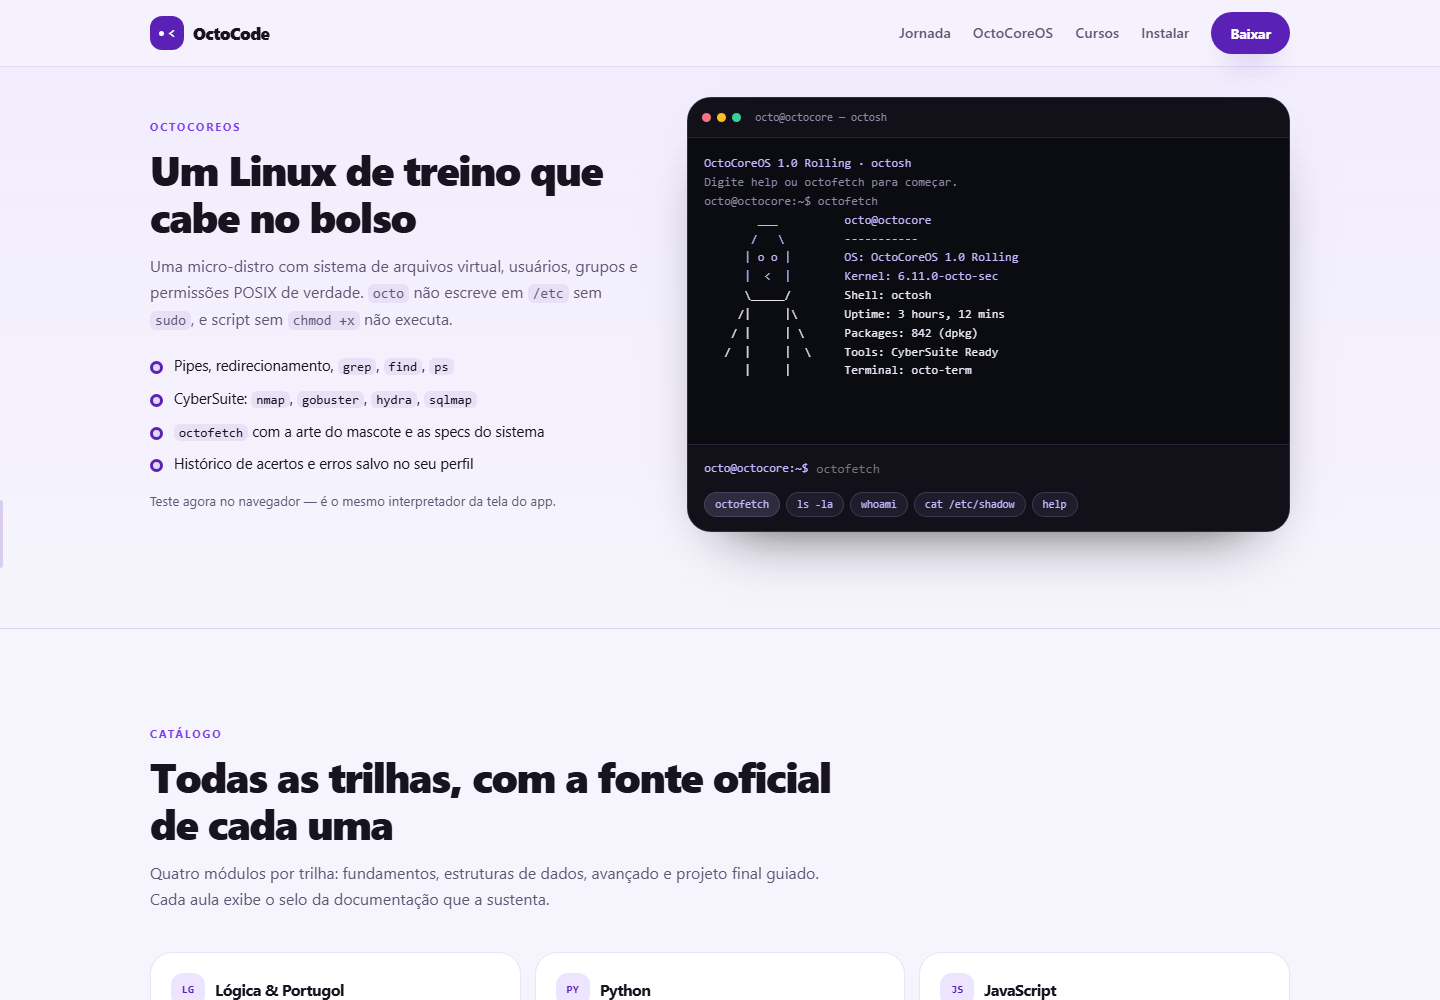 OctoCode
Jornada
OctoCoreOS
Cursos
Instalar
Baixar
OCTOCOREOS
Um Linux de treino que
cabe no bolso
Uma micro-distro com sistema de arquivos virtual, usuários, grupos e
permissões POSIX de verdade. octo não escreve em /etc sem
sudo, e script sem chmod +x não executa.
Pipes, redirecionamento, grep, find, ps
CyberSuite: nmap, gobuster, hydra, sqlmap
octofetch com a arte do mascote e as specs do sistema
Histórico de acertos e erros salvo no seu perfil
Teste agora no navegador — é o mesmo interpretador da tela do app.
octo@octocore — octosh
OctoCoreOS 1.0 Rolling · octosh
Digite help ou octofetch para começar.
octo@octocore:~$ octofetch
        ___          octo@octocore
       /   \         -----------
      | o o |        OS: OctoCoreOS 1.0 Rolling
      |  <  |        Kernel: 6.11.0-octo-sec
      \_____/        Shell: octosh
     /|     |\       Uptime: 3 hours, 12 mins
    / |     | \      Packages: 842 (dpkg)
   /  |     |  \     Tools: CyberSuite Ready
      |     |        Terminal: octo-term
octo@octocore:~$ octofetch
octofetch
ls -la
whoami
cat /etc/shadow
help
CATÁLOGO
Todas as trilhas, com a fonte oficial
de cada uma
Quatro módulos por trilha: fundamentos, estruturas de dados, avançado e projeto final guiado.
Cada aula exibe o selo da documentação que a sustenta.
LG Lógica & Portugol
PY Python
JS JavaScript